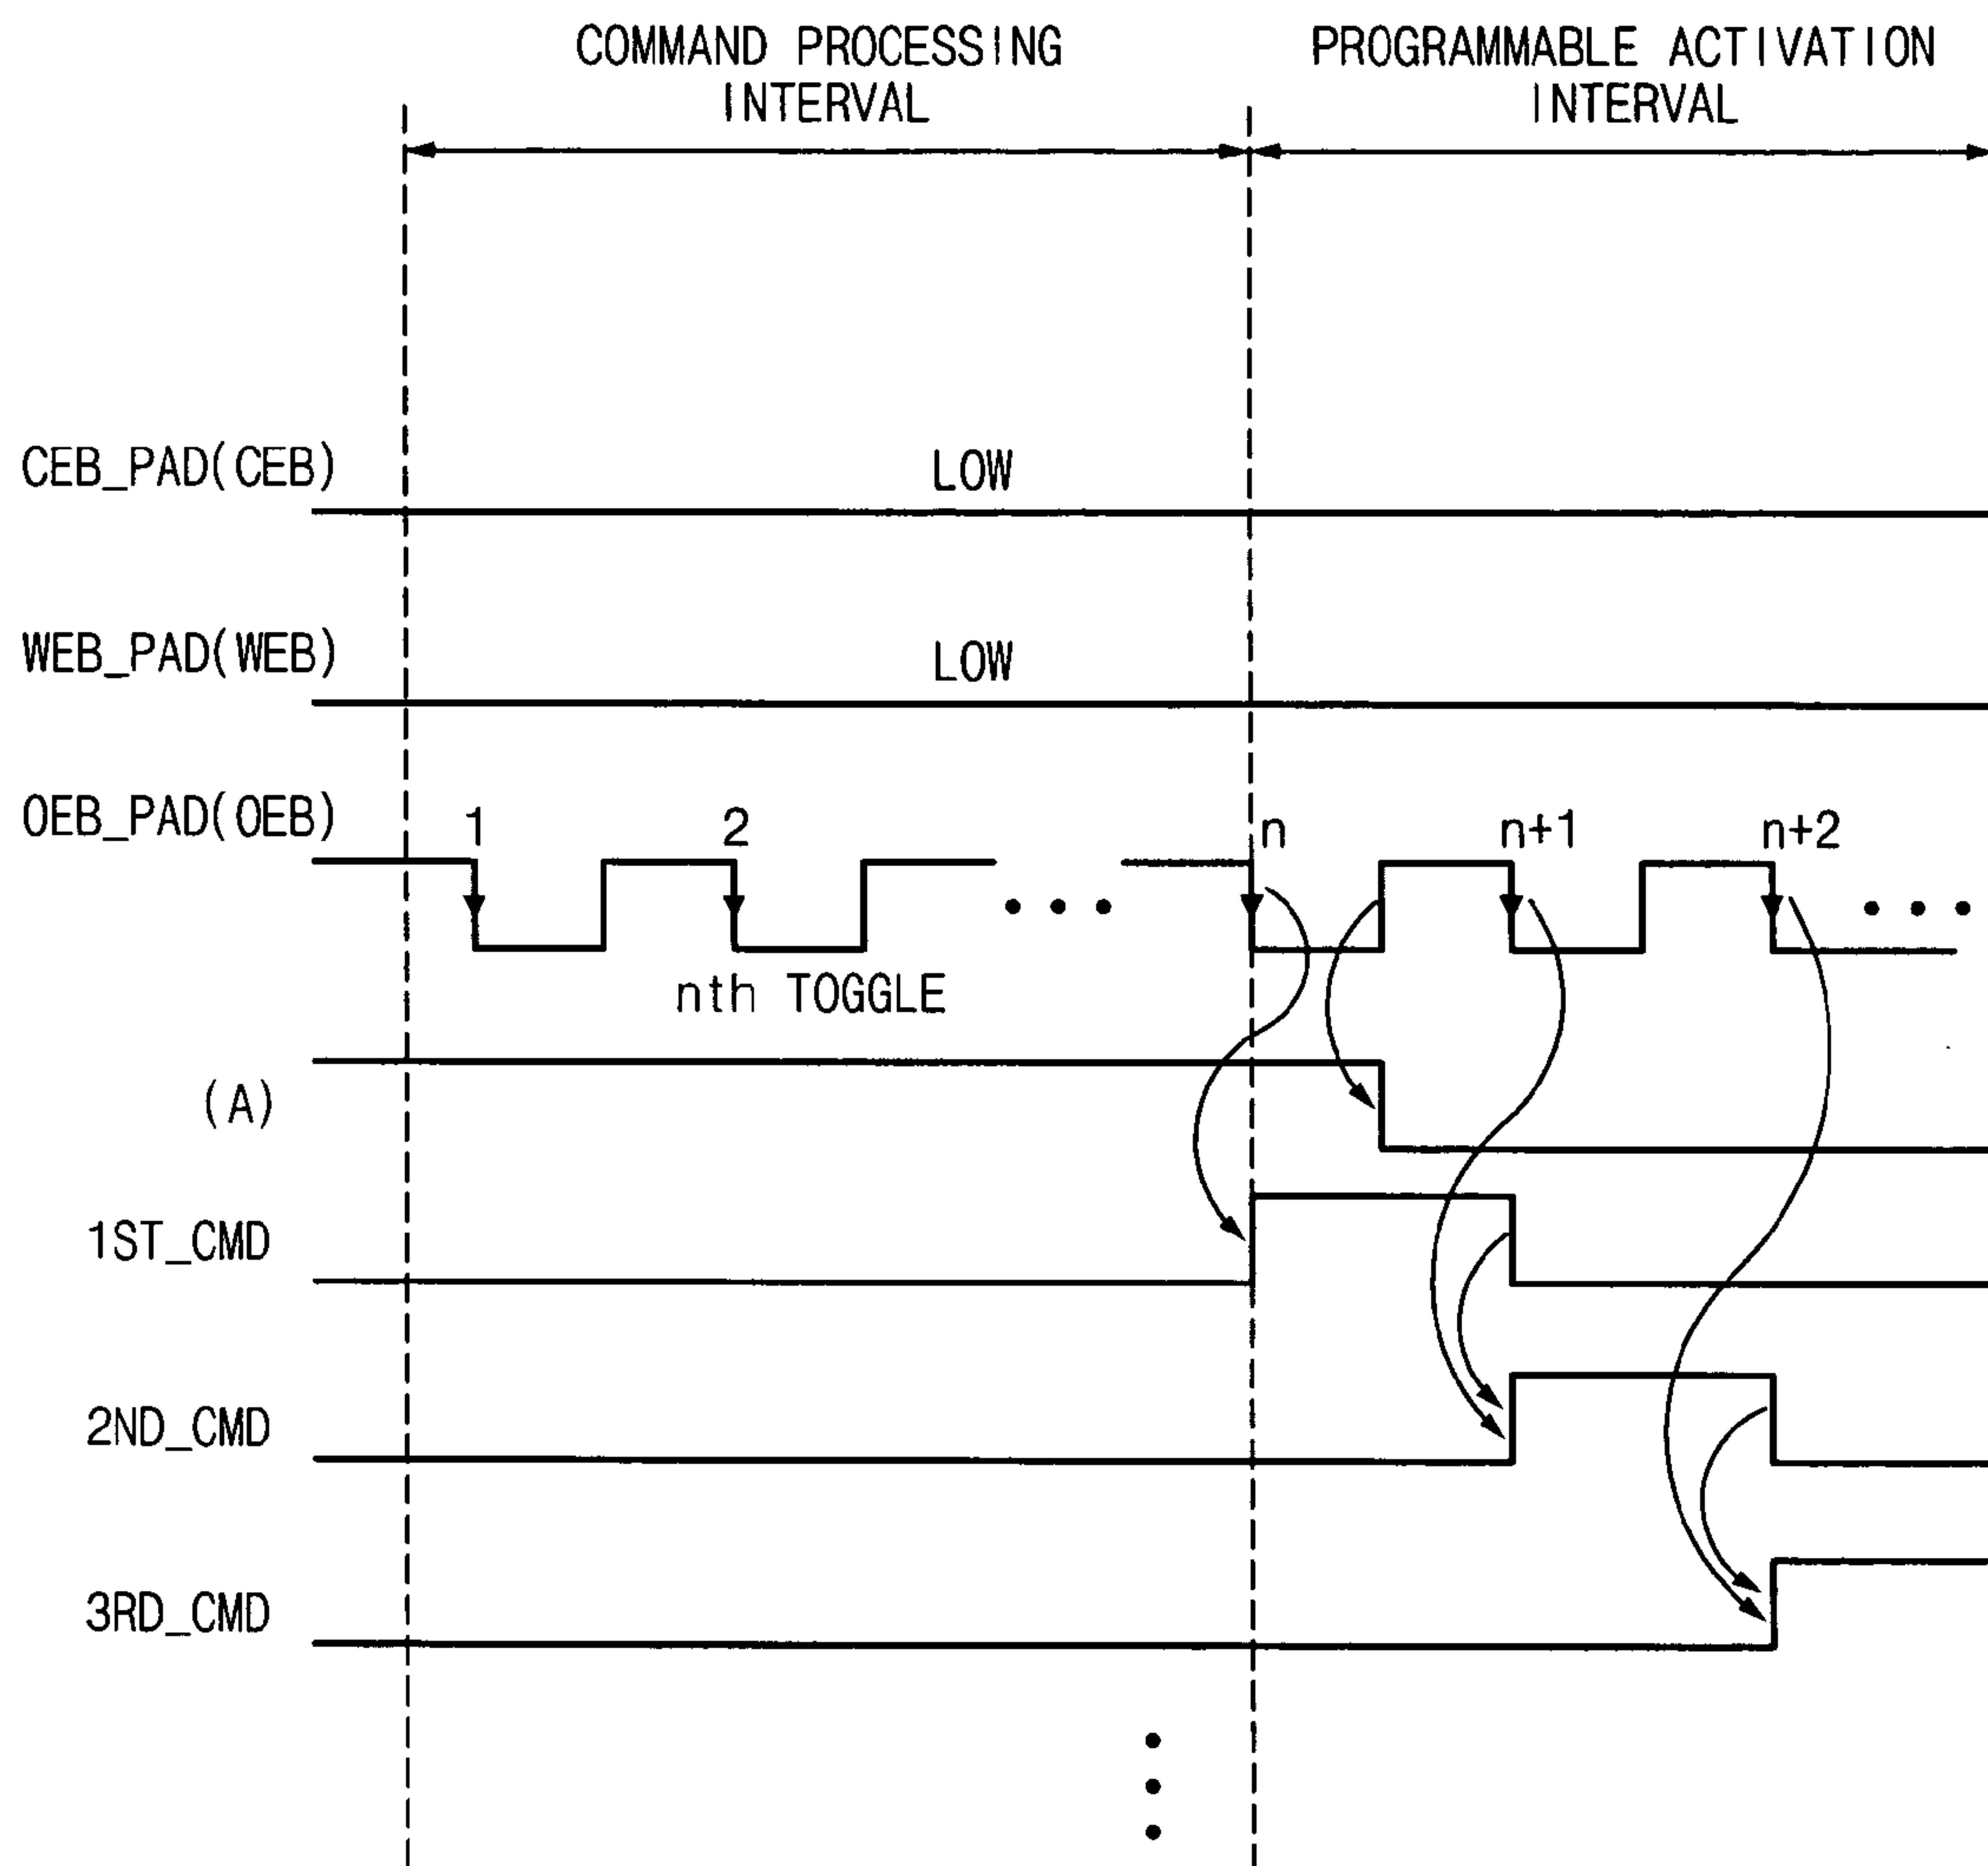 COMMAND PROCESSING
INTERVAL
PROGRAMMABLE ACTIVATION
INTERVAL
CEB_PAD(CEB)
LOW
WEB_PAD(WEB)
LOW
OEB_PAD(OEB)
1
2
n
n+1
n+2
nth TOGGLE
(A)
1ST_CMD
2ND_CMD
3RD_CMD